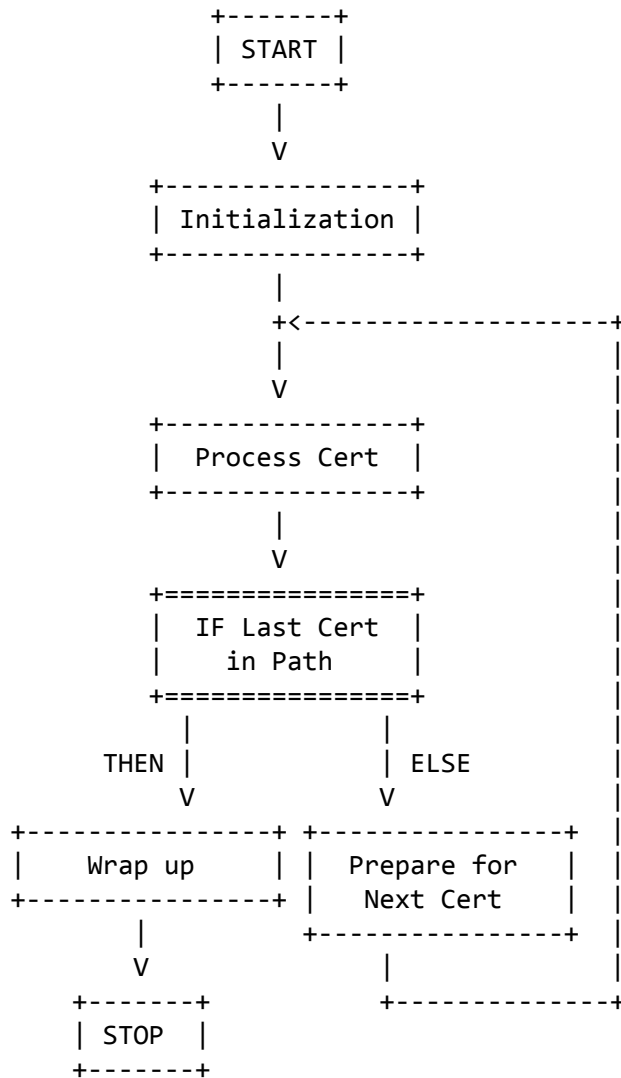 START
V
Initialization
V
Process Cert
V
IF Last Cert
in Path
THEN ELSE
V V
Wrap up Prepare for
Next Cert
V
STOP